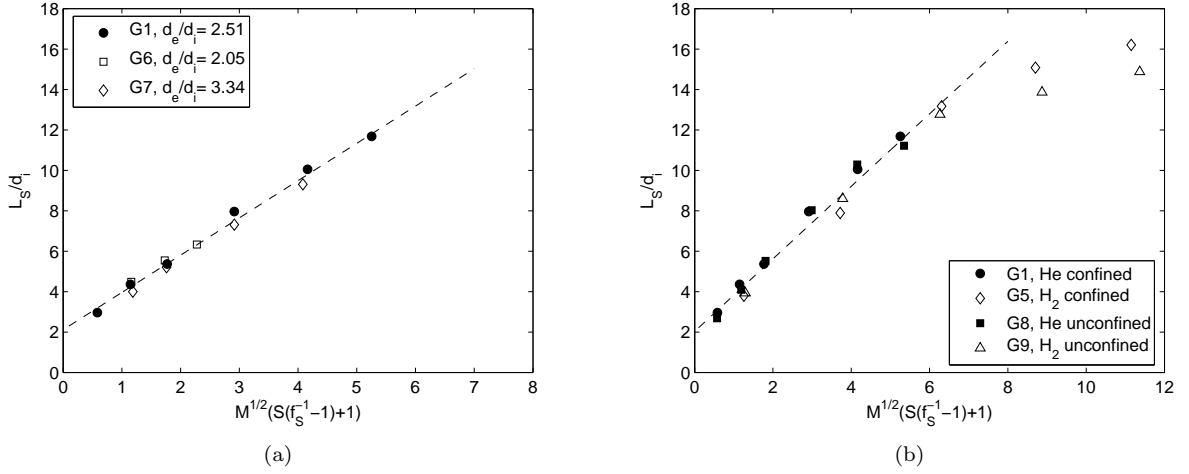 18
16
14
12
10
8
6
4
2
0
L_S/d_i
0 1 2 3 4 5 6 7 8
M^{1/2}(S(f_S^{-1}−1)+1)
G1, d_e/d_i= 2.51
G6, d_e/d_i= 2.05
G7, d_e/d_i= 3.34
(a)
18
16
14
12
10
8
6
4
2
0
L_S/d_i
0 2 4 6 8 10 12
M^{1/2}(S(f_S^{-1}−1)+1)
G1, He confined
G5, H_2 confined
G8, He unconfined
G9, H_2 unconfined
(b)